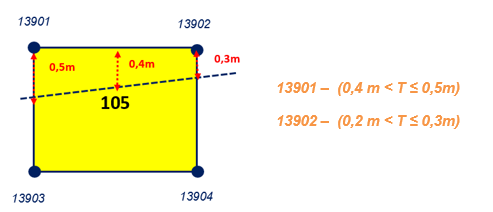 13901
13902
0,5m
0,4m
0,3m
105
13901 – (0,4 m < T ≤ 0,5m)
13902 – (0,2 m < T ≤ 0,3m)
13903
13904